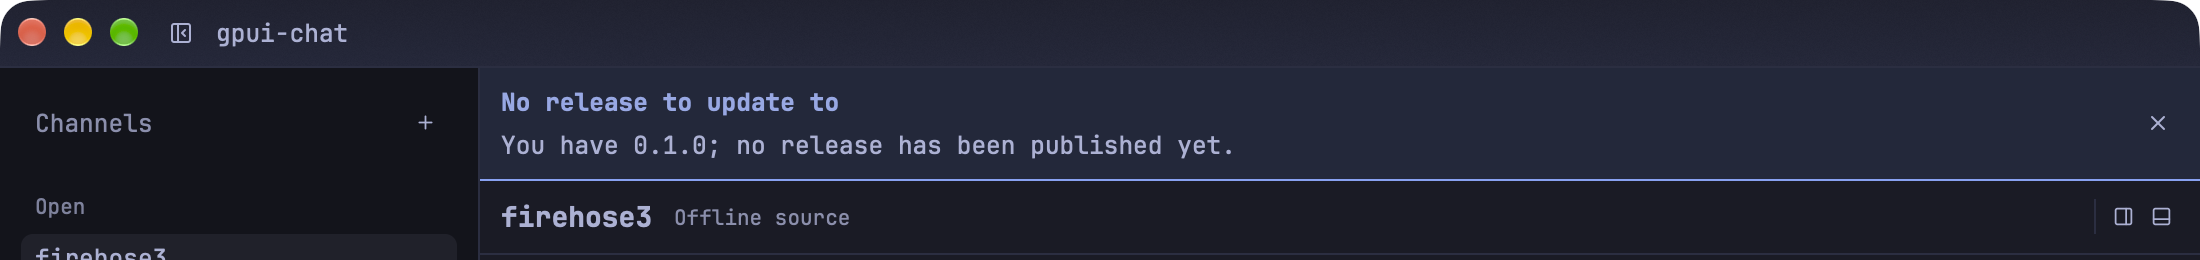 gpui-chat
Channels
Open
firehose3
No release to update to
You have 0.1.0; no release has been published yet.
firehose3 Offline source